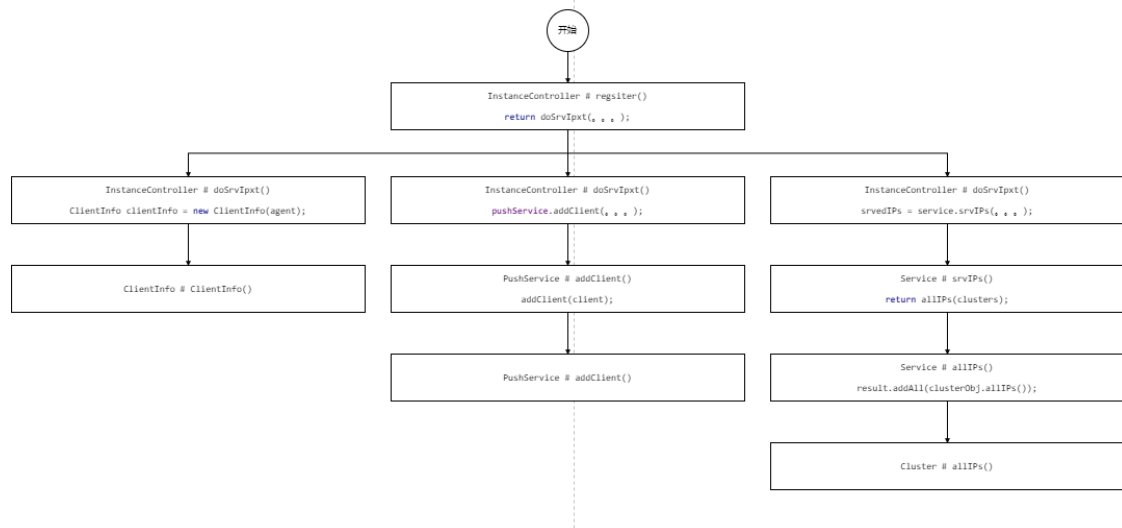 开始
InstanceController # regsiter()
return doSrvIpxt(。。。);
InstanceController # doSrvIpxt()
ClientInfo clientInfo = new ClientInfo(agent);
ClientInfo # ClientInfo()
InstanceController # doSrvIpxt()
pushService.addClient(。。。);
PushService # addClient()
addClient(client);
PushService # addClient()
InstanceController # doSrvIpxt()
srvedIPs = service.srvIPs(。。。);
Service # srvIPs()
return allIPs(clusters);
Service # allIPs()
result.addAll(clusterObj.allIPs());
Cluster # allIPs()